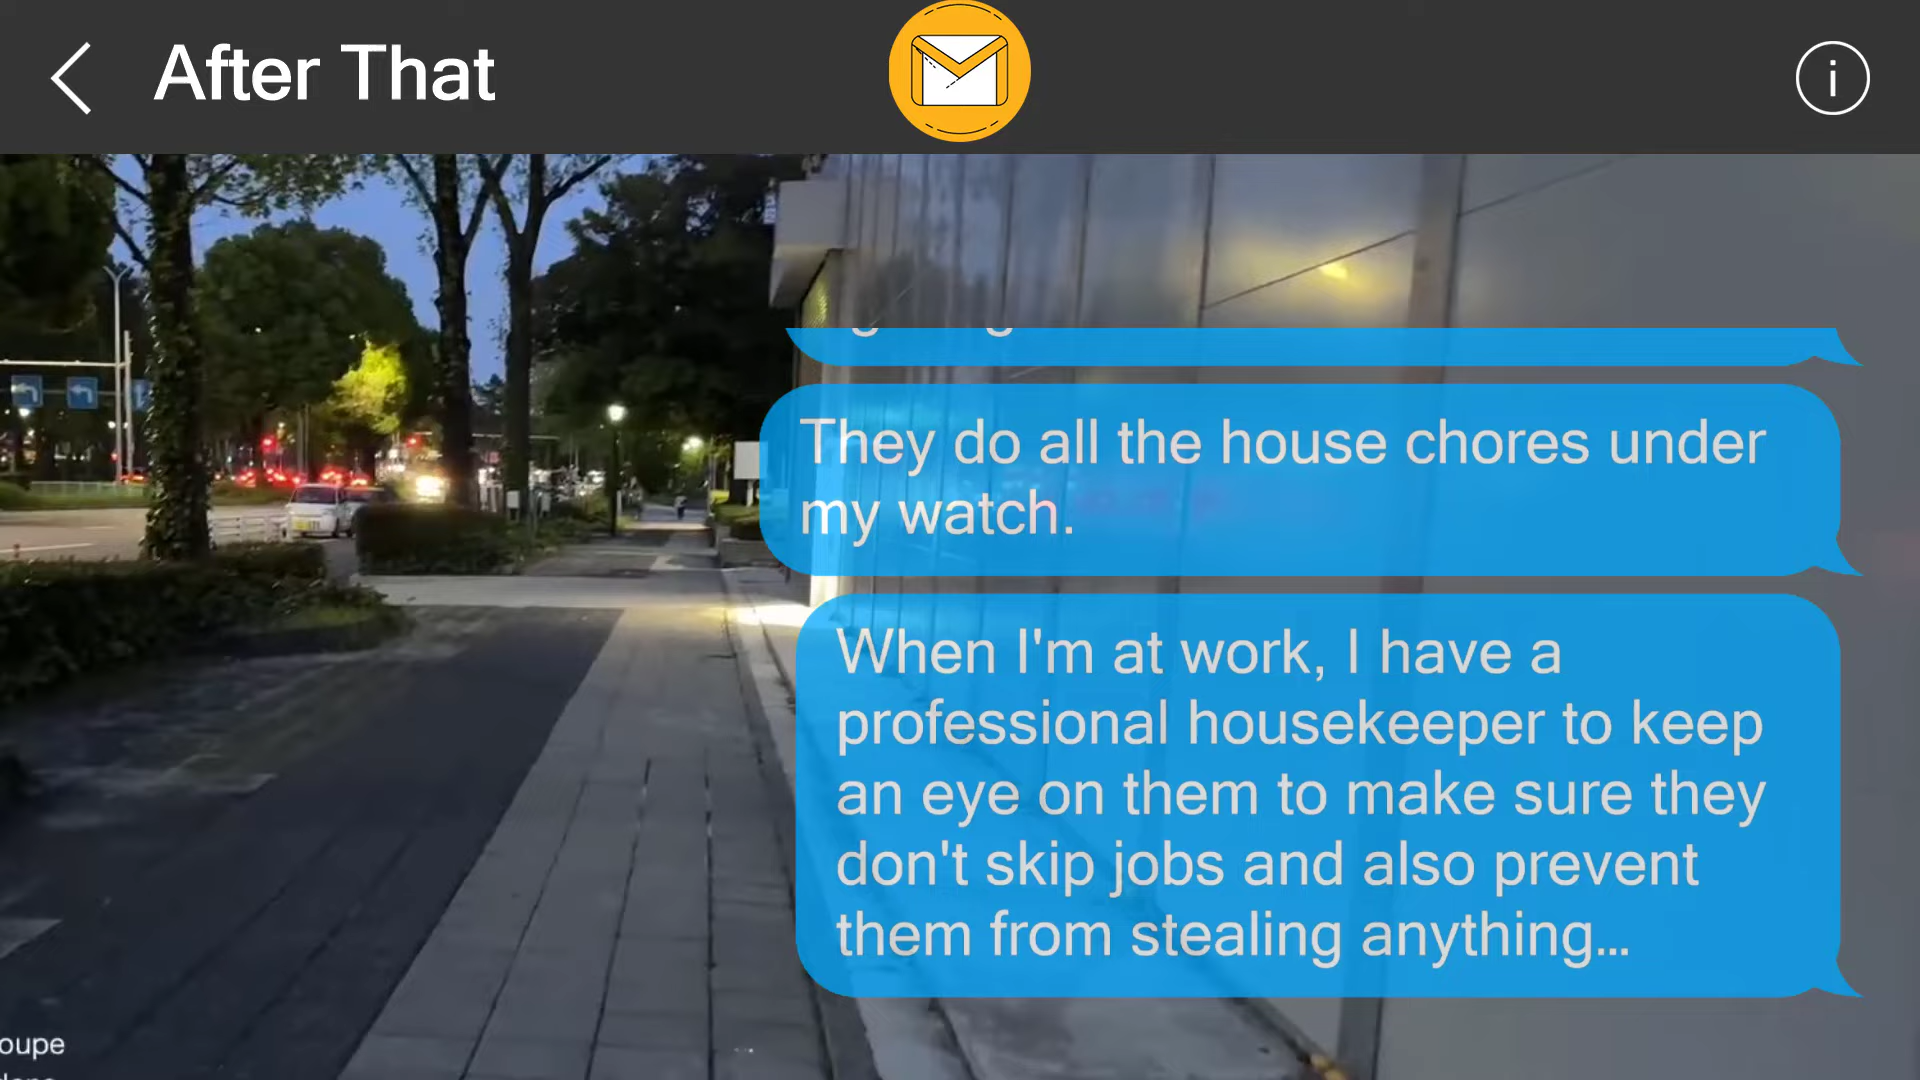 After That
They do all the house chores under
my watch.
When I'm at work, I have a
professional housekeeper to keep
an eye on them to make sure they
don't skip jobs and also prevent
them from stealing anything...
oupe